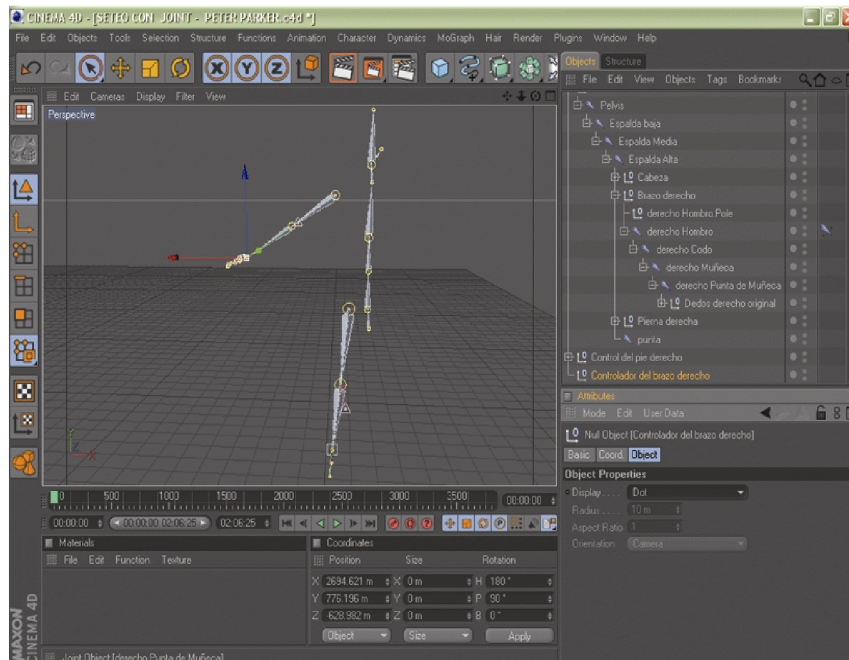 CINEMA 4D - [SETEO CON JOINT - PETER PARKER.c4d *]
File Edit Objects Tools Selection Structure Functions Animation Character Dynamics MoGraph Hair Render Plugins Window Help
Objects Structure
File Edit View Objects Tags Bookmarks
Edit Cameras Display Filter View
Perspective
Pelvis
Espalda baja
Espalda Media
Espalda Alta
Cabeza
Brazo derecho
derecho Hombro.Pole
derecho Hombro
derecho Codo
derecho Muñeca
derecho Punta de Muñeca
Dedos derecho original
Pierna derecha
punta
Control del pie derecho
Controlador del brazo derecho
Attributes
Mode Edit User Data
Null Object [Controlador del brazo derecho]
Basic Coord. Object
Object Properties
Display . . . . Dot
Radius . . . . 10 m
Aspect Ratio 1
Orientation Camera
0 500 1000 1500 2000 2500 3000 3500 00:00:00
00:00:00 00:00:00 02:06:25 02:06:25
Materials
File Edit Function Texture
Coordinates
Position Size Rotation
X 2694.621 m X 0 m H 180 °
Y 776.196 m Y 0 m P 90 °
Z -628.982 m Z 0 m B 0 °
Object Size Apply
MAXON
CINEMA 4D
Joint Object [derecho Punta de Muñeca]